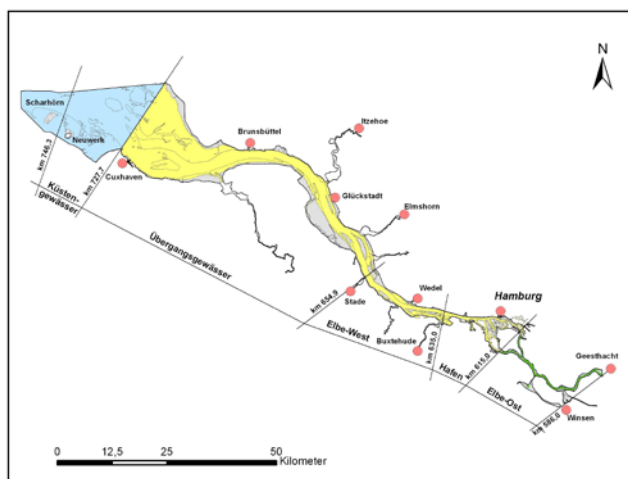 N
Scharhörn
Neuwerk
km 746,3
km 727,7
Cuxhaven
Küsten-
gewässer
Brunsbüttel
Itzehoe
Glückstadt
Elmshorn
Übergangsgewässer
km 654,9
Stade
Wedel
Hamburg
Elbe-West
Buxtehude
km 635,0
Hafen
km 615,0
Geesthacht
Elbe-Ost
km 586,0
Winsen
0 12,5 25 50
Kilometer